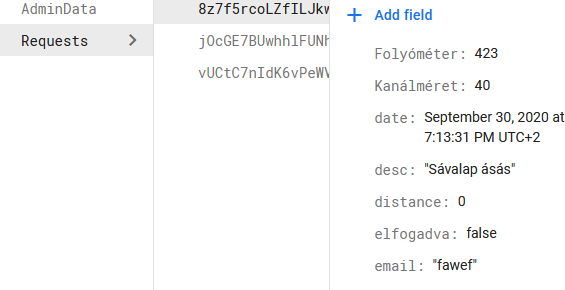 AdminData
Requests
8z7f5rcoLZfILJkw
jOcGE7BUwhhlFUNh
vUCtC7nIdK6vPeWV
Add field
Folyóméter: 423
Kanálméret: 40
date: September 30, 2020 at
7:13:31 PM UTC+2
desc: "Sávalap ásás"
distance: 0
elfogadva: false
email: "fawef"